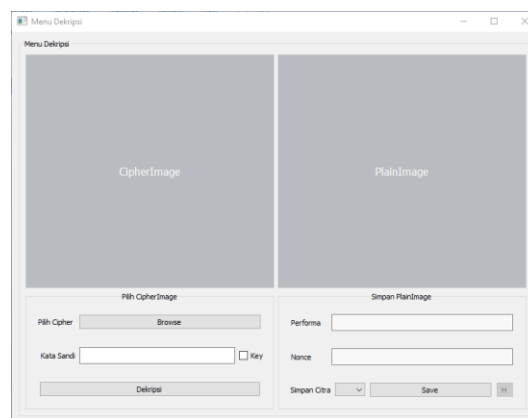 Menu Dekripsi
Menu Dekripsi
CipherImage
PlainImage
Pilih CipherImage
Pilih Cipher
Browse
Kata Sandi
Key
Dekripsi
Simpan PlainImage
Performa
Nonce
Simpan Citra
Save
H